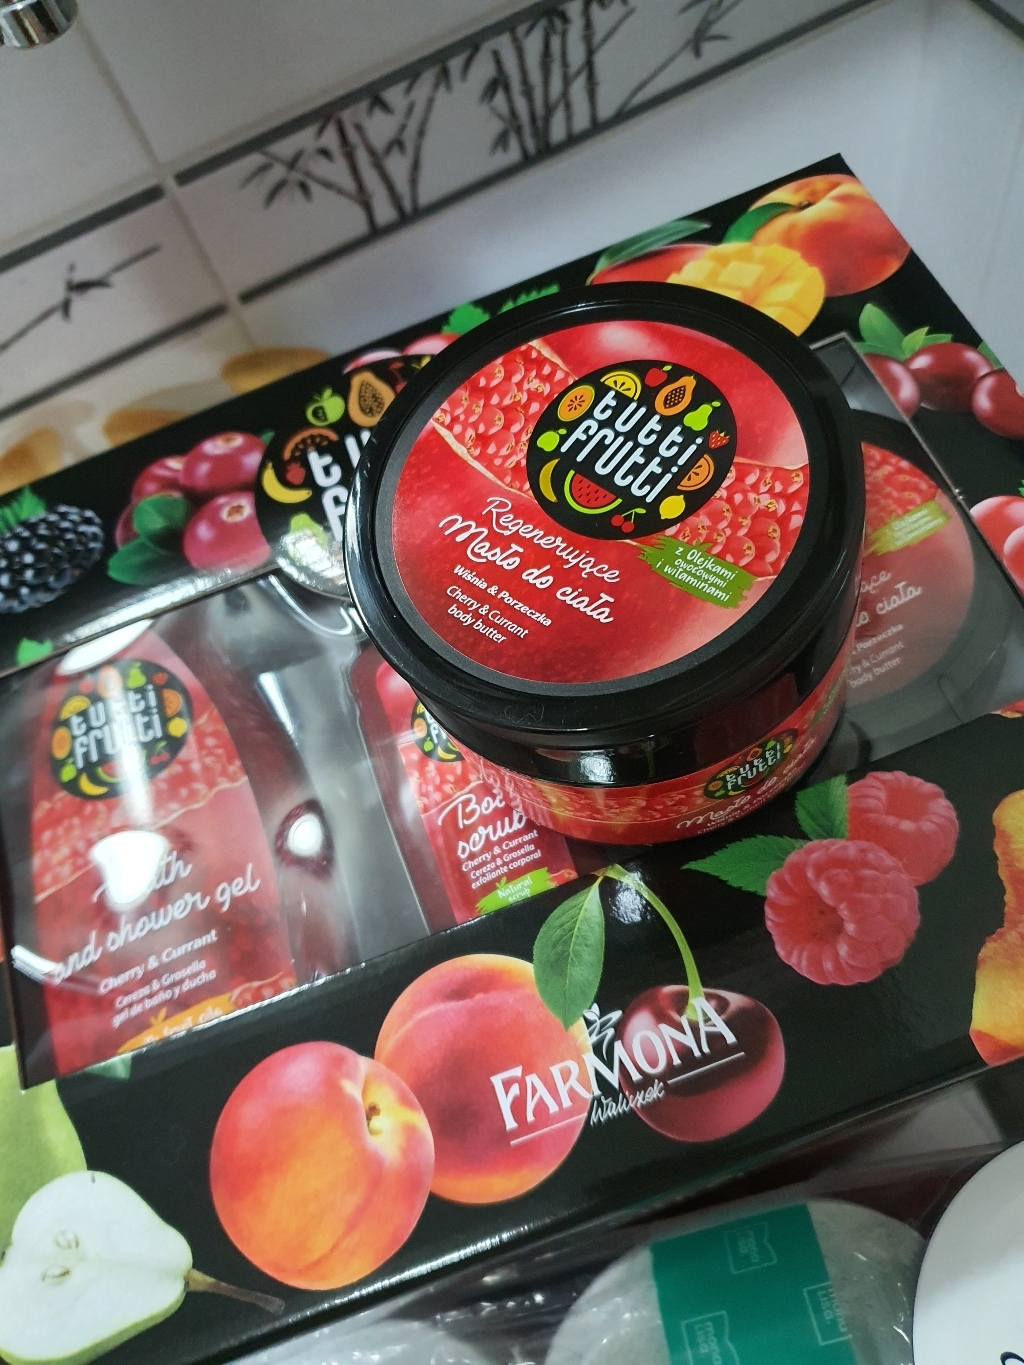 tutti
frutti
Regenerujące
Masło do ciała
z Olejkami
owocowymi
i witaminami
Wiśnia & Porzeczka
Cherry & Currant
body butter
tutti
frutti
Masło do
ciała
Cherry & Currant
body butter
tutti
frutti
Bath
and shower gel
Cherry & Currant
Cereza & Grosella
gel de baño y ducha
scrub
Cherry & Currant
Cereza & Grosella
exfoliante corporal
Natural
scrub
FARMONA